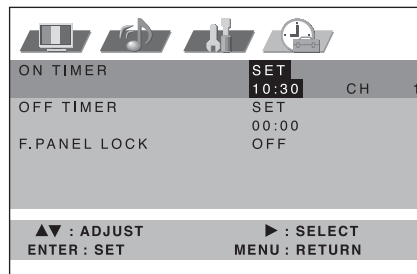 ON TIMER SET
10:30 CH 1
OFF TIMER SET
00:00
F.PANEL LOCK OFF
▲▼ : ADJUST ▶ : SELECT
ENTER : SET MENU : RETURN